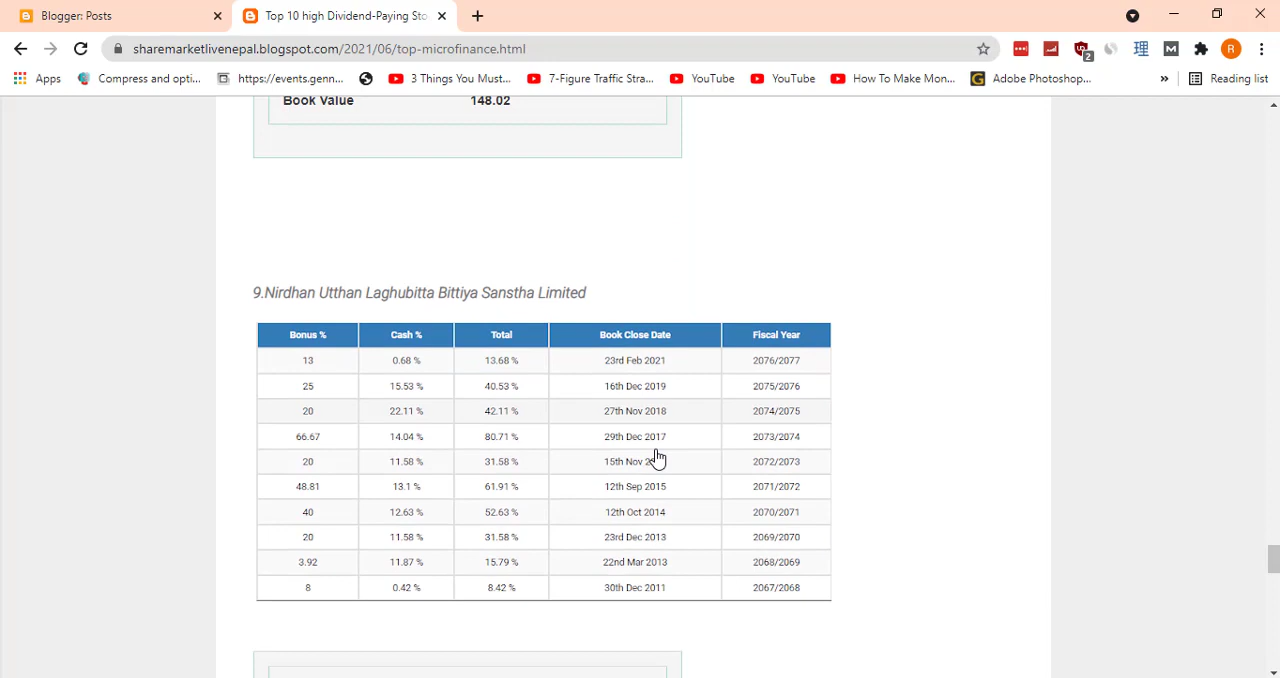 Blogger: Posts
Top 10 high Dividend-Paying Sto
sharemarketlivenepal.blogspot.com/2021/06/top-microfinance.html
Apps
Compress and opti...
https://events.genn...
3 Things You Must...
7-Figure Traffic Stra...
YouTube
YouTube
How To Make Mon...
Adobe Photoshop...
»
Reading list
Book Value 148.02
9.Nirdhan Utthan Laghubitta Bittiya Sanstha Limited
Bonus % Cash % Total Book Close Date Fiscal Year
13 0.68 % 13.68 % 23rd Feb 2021 2076/2077
25 15.53 % 40.53 % 16th Dec 2019 2075/2076
20 22.11 % 42.11 % 27th Nov 2018 2074/2075
66.67 14.04 % 80.71 % 29th Dec 2017 2073/2074
20 11.58 % 31.58 % 15th Nov 2072/2073
48.81 13.1 % 61.91 % 12th Sep 2015 2071/2072
40 12.63 % 52.63 % 12th Oct 2014 2070/2071
20 11.58 % 31.58 % 23rd Dec 2013 2069/2070
3.92 11.87 % 15.79 % 22nd Mar 2013 2068/2069
8 0.42 % 8.42 % 30th Dec 2011 2067/2068